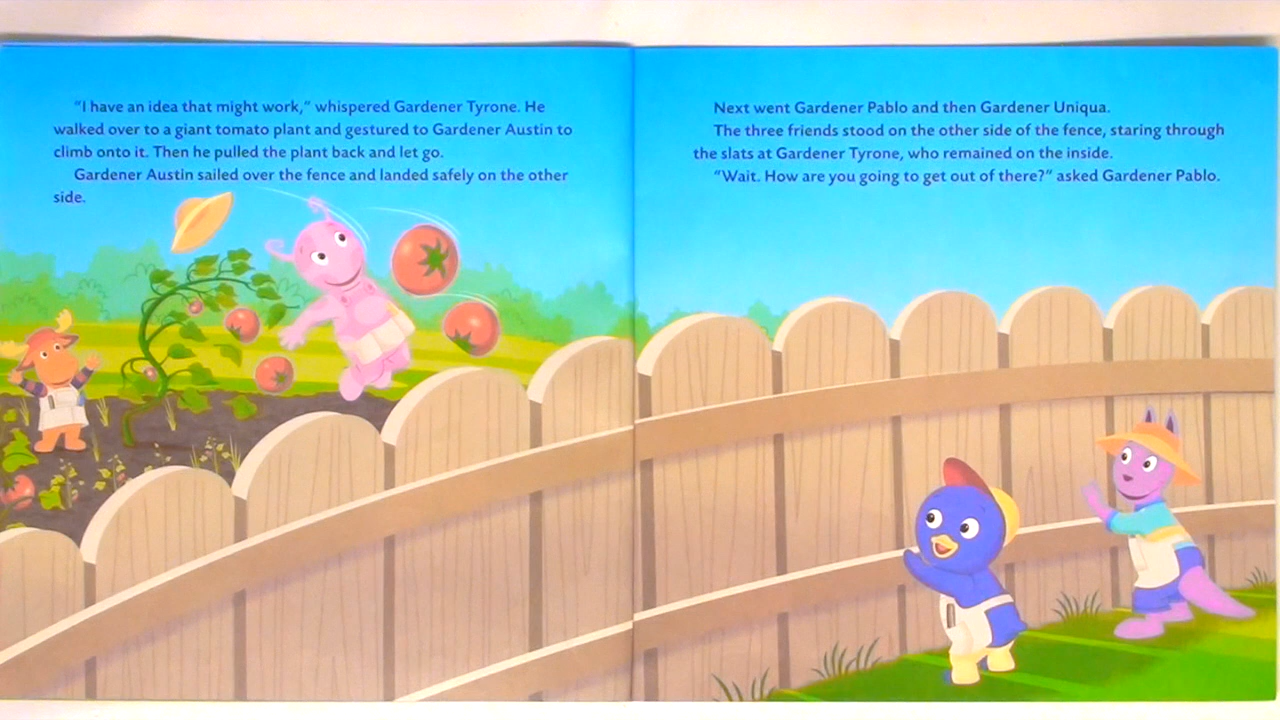 “I have an idea that might work,” whispered Gardener Tyrone. He
walked over to a giant tomato plant and gestured to Gardener Austin to
climb onto it. Then he pulled the plant back and let go.
Gardener Austin sailed over the fence and landed safely on the other
side.
Next went Gardener Pablo and then Gardener Uniqua.
The three friends stood on the other side of the fence, staring through
the slats at Gardener Tyrone, who remained on the inside.
“Wait. How are you going to get out of there?” asked Gardener Pablo.